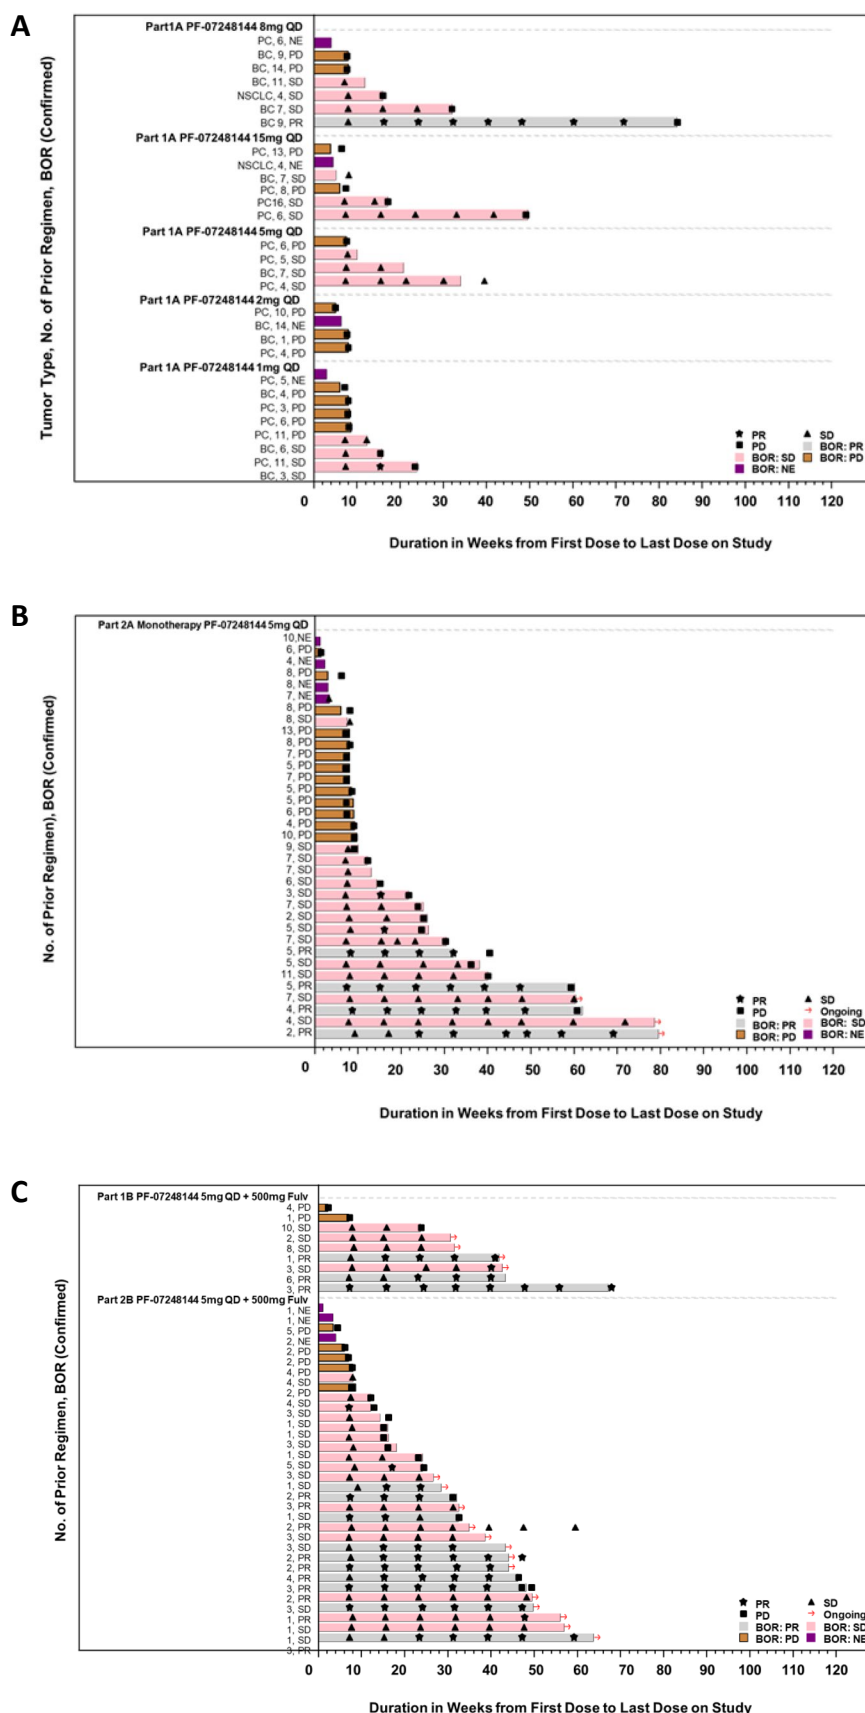 A
Part1A PF-07248144 8mg QD
PC, 6, NE
BC, 9, PD
BC, 14, PD
BC, 11, SD
NSCLC, 4, SD
BC 7, SD
BC 9, PR
Part 1A PF-07248144 15mg QD
PC, 13, PD
NSCLC, 4, NE
BC, 7, SD
PC, 8, PD
PC16, SD
PC, 6, SD
Part 1A PF-07248144 5mg QD
PC, 6, PD
PC, 5, SD
BC, 7, SD
PC, 4, SD
Part 1A PF-07248144 2mg QD
PC, 10, PD
BC, 14, NE
BC, 1, PD
PC, 4, PD
Part 1A PF-07248144 1mg QD
PC, 5, NE
BC, 4, PD
PC, 3, PD
PC, 6, PD
PC, 11, PD
BC, 6, SD
PC, 11, SD
BC, 3, SD
Tumor Type, No. of Prior Regimen, BOR (Confirmed)
PR SD
PD BOR: PR
BOR: SD BOR: PD
BOR: NE
0 10 20 30 40 50 60 70 80 90 100 110 120
Duration in Weeks from First Dose to Last Dose on Study
B
Part 2A Monotherapy PF-07248144 5mg QD
10,NE
6, PD
4, NE
8, PD
8, NE
7, NE
8, PD
8, SD
13, PD
8, PD
7, PD
5, PD
7, PD
5, PD
5, PD
6, PD
4, PD
10, PD
9, SD
7, SD
7, SD
6, SD
3, SD
7, SD
2, SD
5, SD
7, SD
5, PR
5, SD
11, SD
5, PR
7, SD
4, PR
4, SD
2, PR
No. of Prior Regimen), BOR (Confirmed)
PR SD
PD Ongoing
BOR: PR BOR: SD
BOR: PD BOR: NE
0 10 20 30 40 50 60 70 80 90 100 110 120
Duration in Weeks from First Dose to Last Dose on Study
C
Part 1B PF-07248144 5mg QD + 500mg Fulv
4, PD
1, PD
10, SD
2, SD
8, SD
1, PR
3, SD
6, PR
3, PR
Part 2B PF-07248144 5mg QD + 500mg Fulv
1, NE
1, NE
5, PD
2, NE
2, PD
2, PD
4, PD
4, SD
2, PD
4, SD
3, SD
1, SD
3, SD
1, SD
5, SD
3, SD
1, SD
2, PR
3, PR
1, SD
2, PR
3, SD
3, SD
2, PR
2, PR
4, PR
3, PR
2, PR
3, SD
1, PR
1, SD
1, SD
3, PR
No. of Prior Regimen, BOR (Confirmed)
PR SD
PD Ongoing
BOR: PR BOR: SD
BOR: PD BOR: NE
0 10 20 30 40 50 60 70 80 90 100 110 120
Duration in Weeks from First Dose to Last Dose on Study